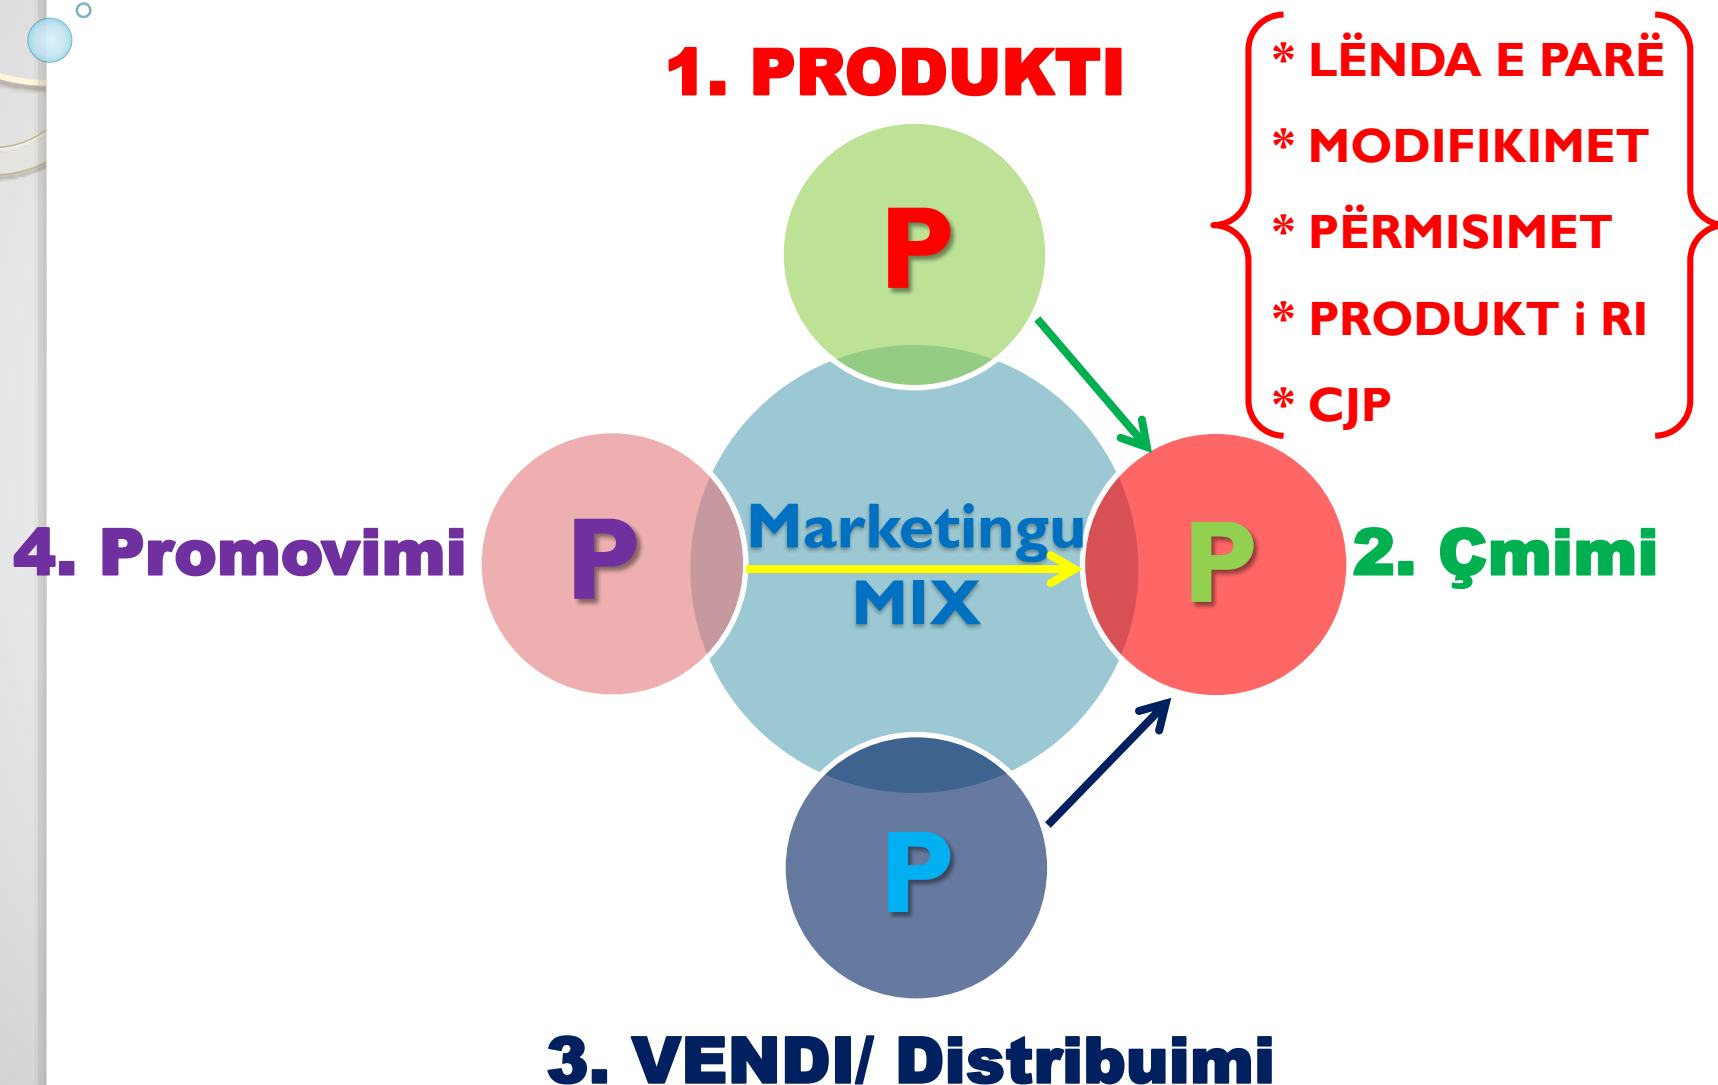 1. PRODUKTI
* LËNDA E PARË
* MODIFIKIMET
* PËRMISIMET
* PRODUKT i RI
* CJP
P
4. Promovimi
P
Marketingu
MIX
P
2. Çmimi
P
3. VENDI/ Distribuimi